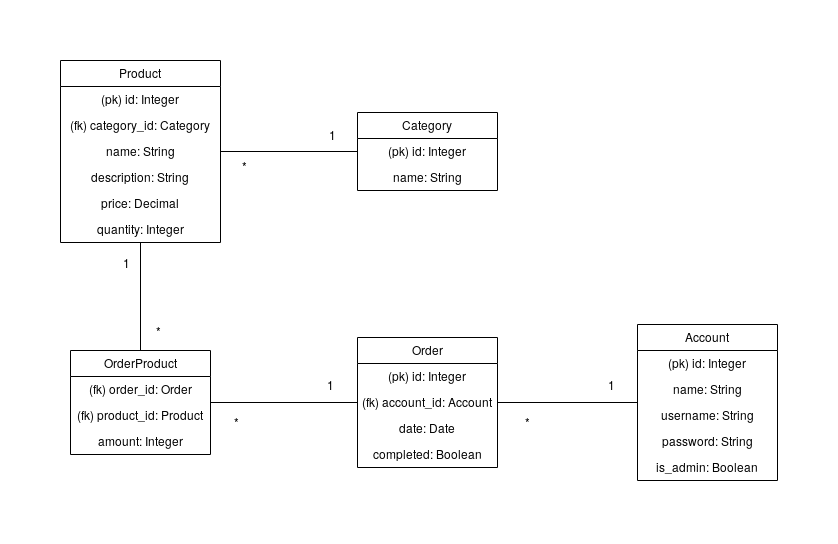 Product
(pk) id: Integer
(fk) category_id: Category
name: String
description: String
price: Decimal
quantity: Integer
1
*
Category
(pk) id: Integer
name: String
1
*
OrderProduct
(fk) order_id: Order
(fk) product_id: Product
amount: Integer
1
*
Order
(pk) id: Integer
(fk) account_id: Account
date: Date
completed: Boolean
1
*
Account
(pk) id: Integer
name: String
username: String
password: String
is_admin: Boolean